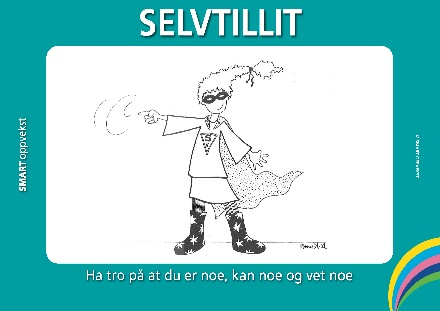 SELVTILLIT
SMART oppvekst
S
Ha tro på at du er noe, kan noe og vet noe